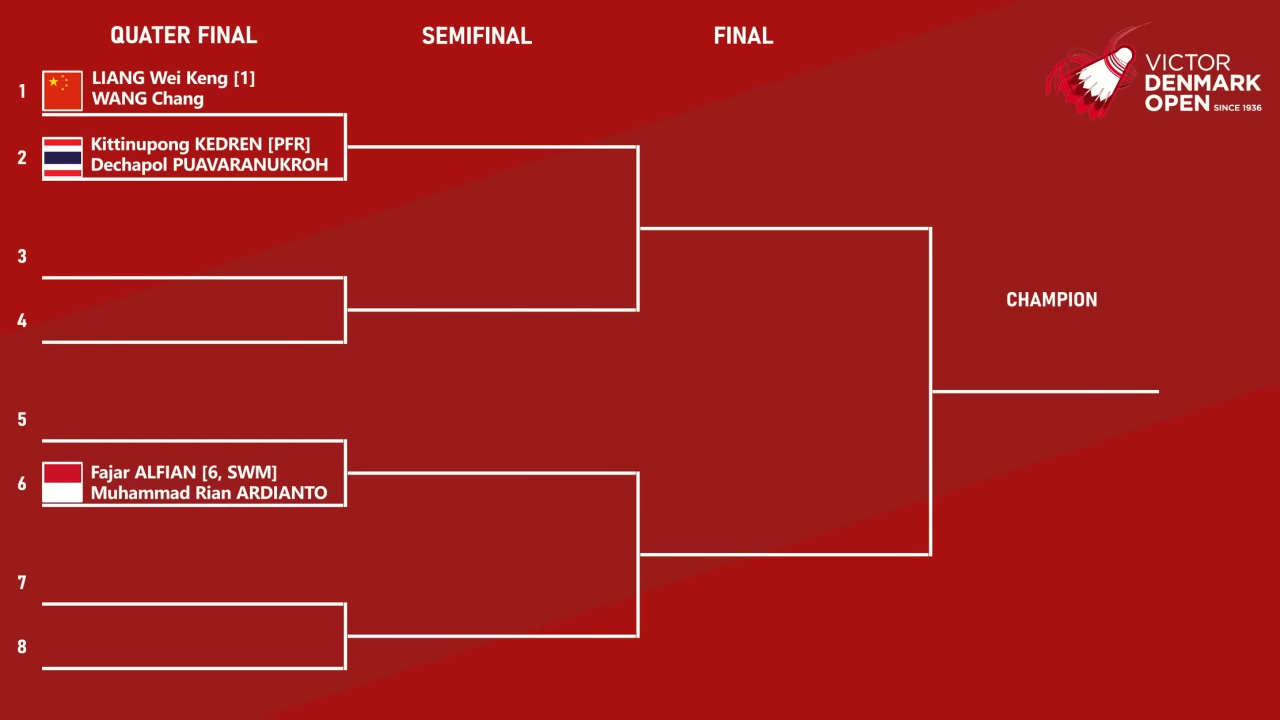 QUATER FINAL
SEMIFINAL
FINAL
VICTOR
DENMARK
OPEN SINCE 1936
1
LIANG Wei Keng [1]
WANG Chang
2
Kittinupong KEDREN [PFR]
Dechapol PUAVARANUKROH
3
4
CHAMPION
5
6
Fajar ALFIAN [6, SWM]
Muhammad Rian ARDIANTO
7
8